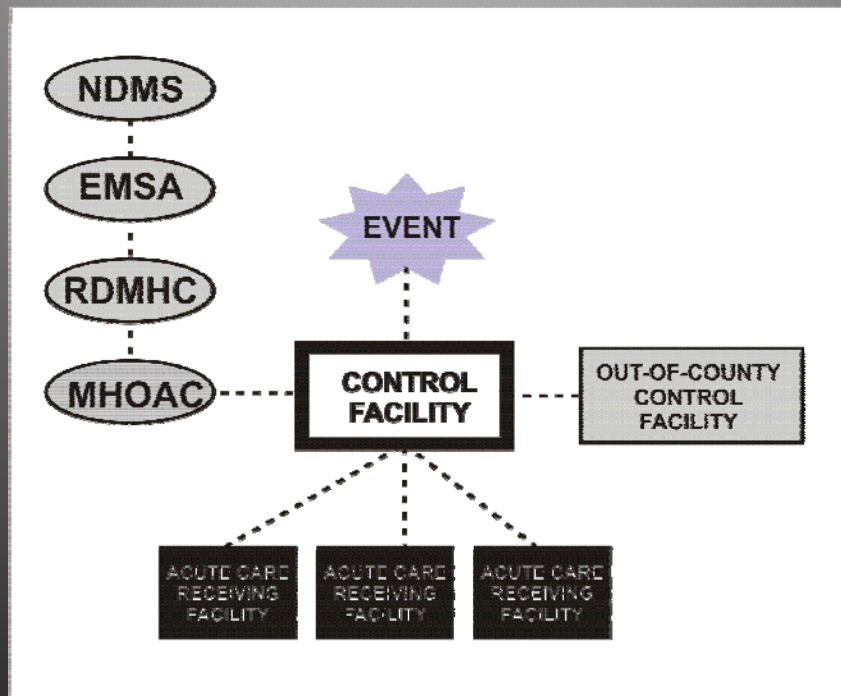 NDMS
EMSA
RDMHC
MHOAC
EVENT
CONTROL
FACILITY
OUT-OF-COUNTY
CONTROL
FACILITY
ACUTE CARE
RECEIVING
FACILITY
ACUTE CARE
RECEIVING
FACILITY
ACUTE CARE
RECEIVING
FACILITY